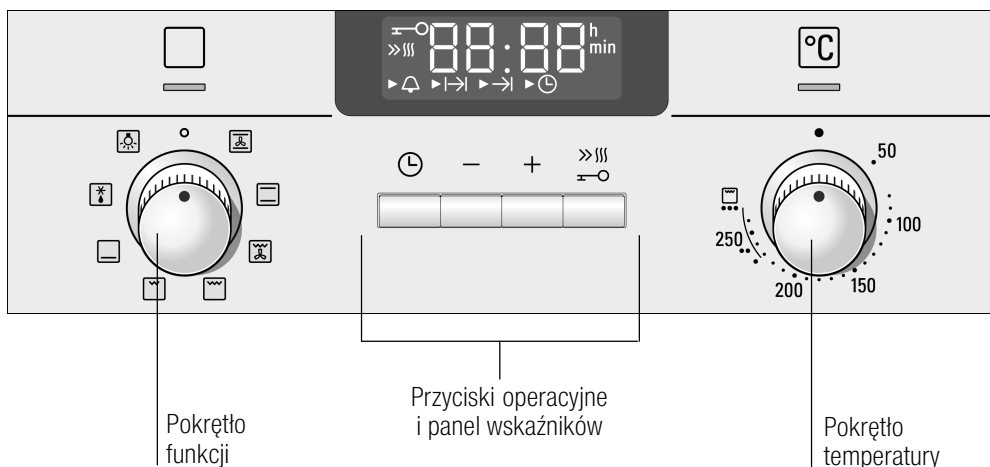 88:88 h
min
°C
50
100
150
200
250
Przyciski operacyjne
i panel wskaźników
Pokrętło
funkcji
Pokrętło
temperatury